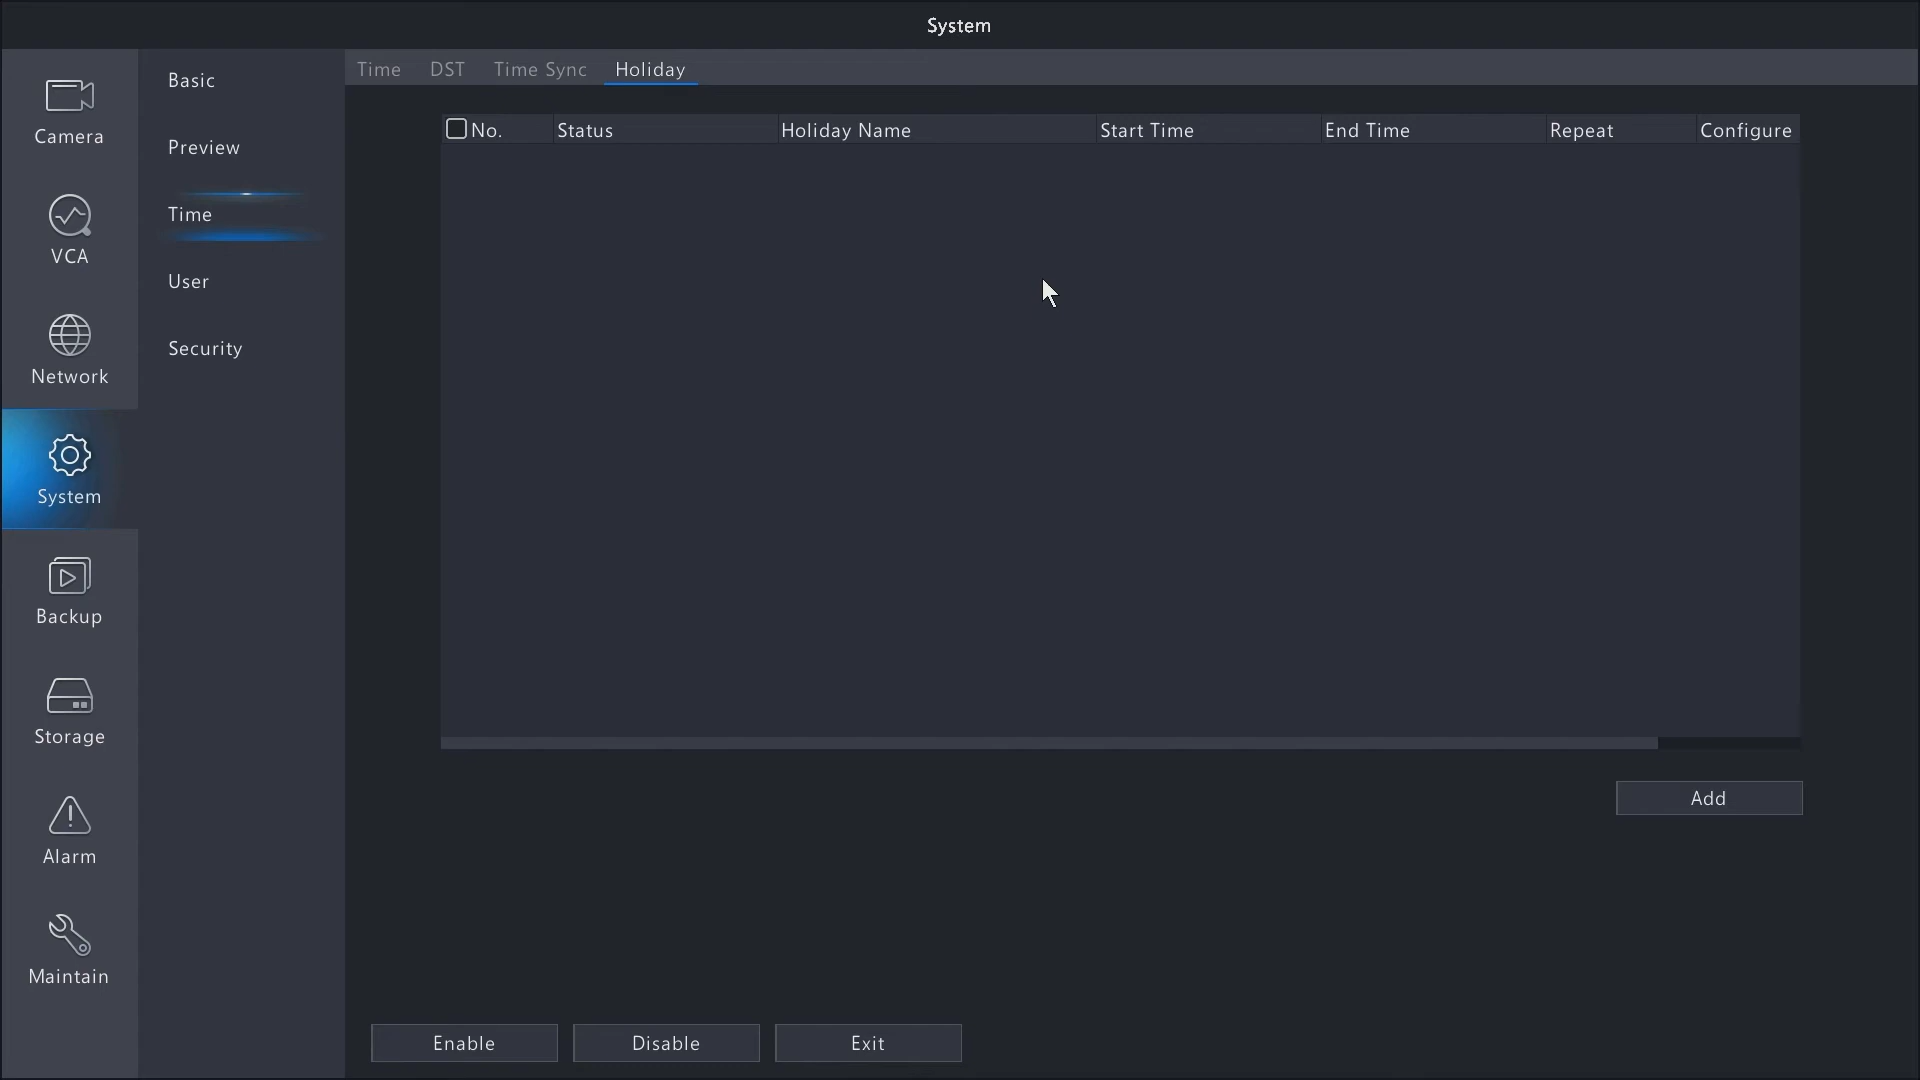 System
Camera
VCA
Network
System
Backup
Storage
Alarm
Maintain
Basic
Preview
Time
User
Security
Time DST Time Sync Holiday
No. Status Holiday Name Start Time End Time Repeat Configure
Add
Enable Disable Exit